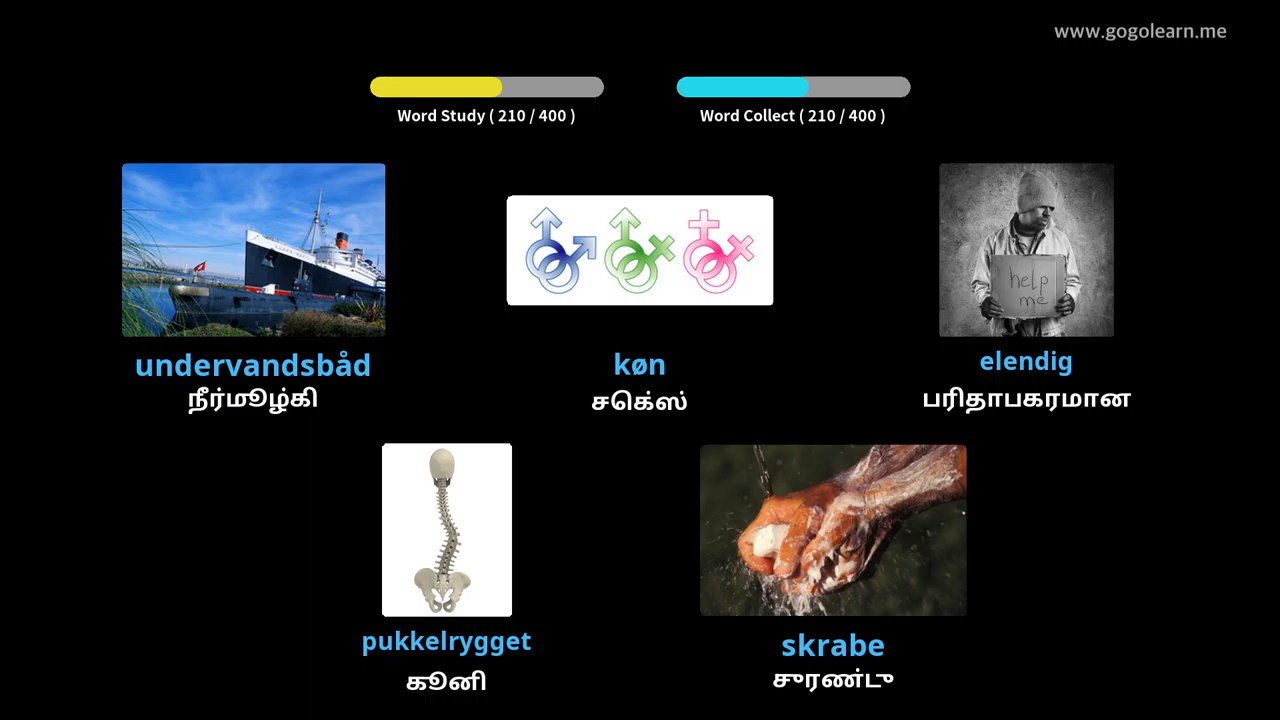 www.gogolearn.me
Word Study ( 210 / 400 )
Word Collect ( 210 / 400 )
help
me
undervandsbåd
நீர்மூழ்கி
køn
செக்ஸ்
elendig
பரிதாபகரமான
pukkelrygget
கூனி
skrabe
சுரண்டு